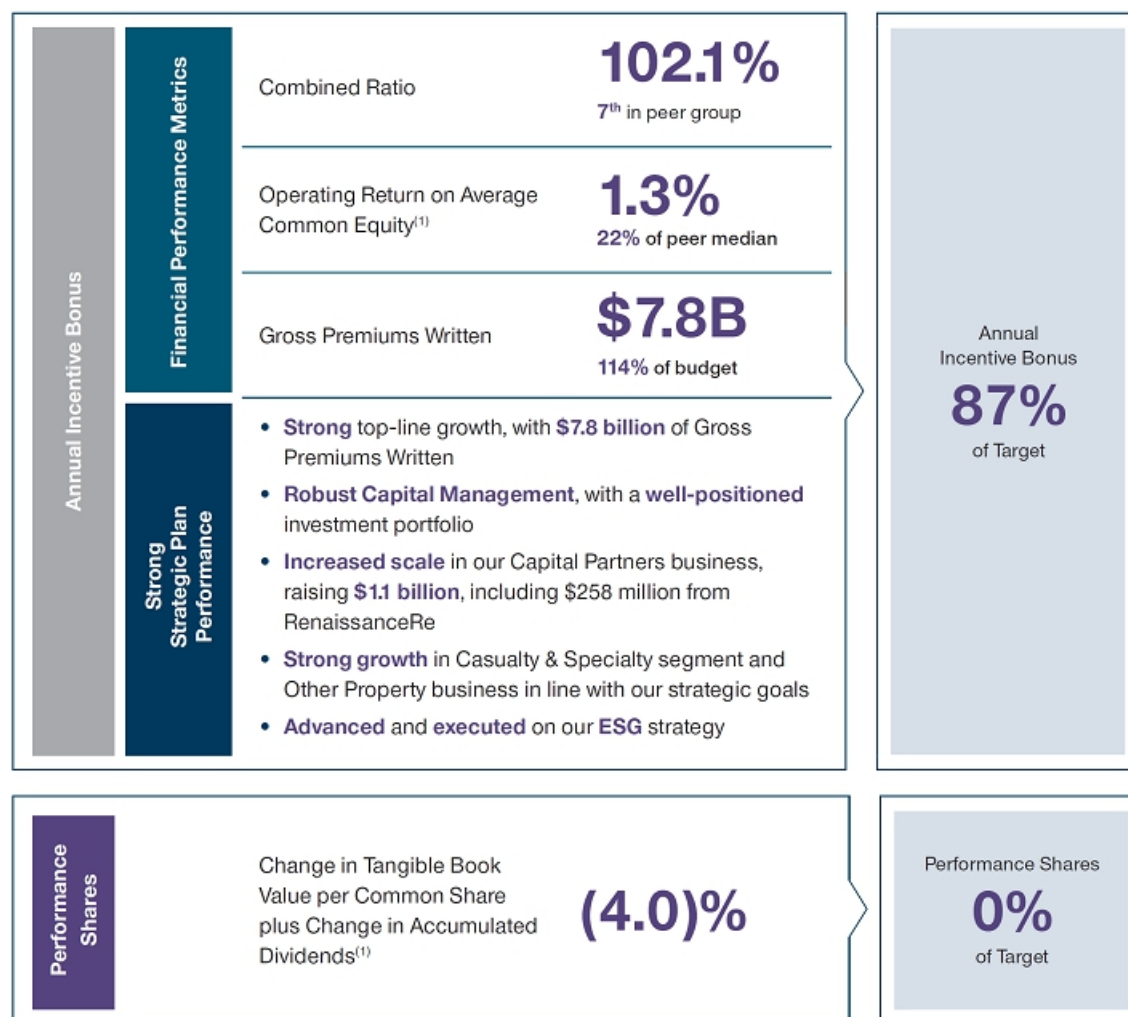 Annual Incentive Bonus
Financial Performance Metrics
Combined Ratio
102.1%
7th in peer group
Operating Return on Average
Common Equity(1)
1.3%
22% of peer median
Gross Premiums Written
$7.8B
114% of budget
Strong
Strategic Plan
Performance
• Strong top-line growth, with $7.8 billion of Gross
Premiums Written
• Robust Capital Management, with a well-positioned
investment portfolio
• Increased scale in our Capital Partners business,
raising $1.1 billion, including $258 million from
RenaissanceRe
• Strong growth in Casualty & Specialty segment and
Other Property business in line with our strategic goals
• Advanced and executed on our ESG strategy
Annual
Incentive Bonus
87%
of Target
Performance
Shares
Change in Tangible Book
Value per Common Share
plus Change in Accumulated
Dividends(1)
(4.0)%
Performance Shares
0%
of Target